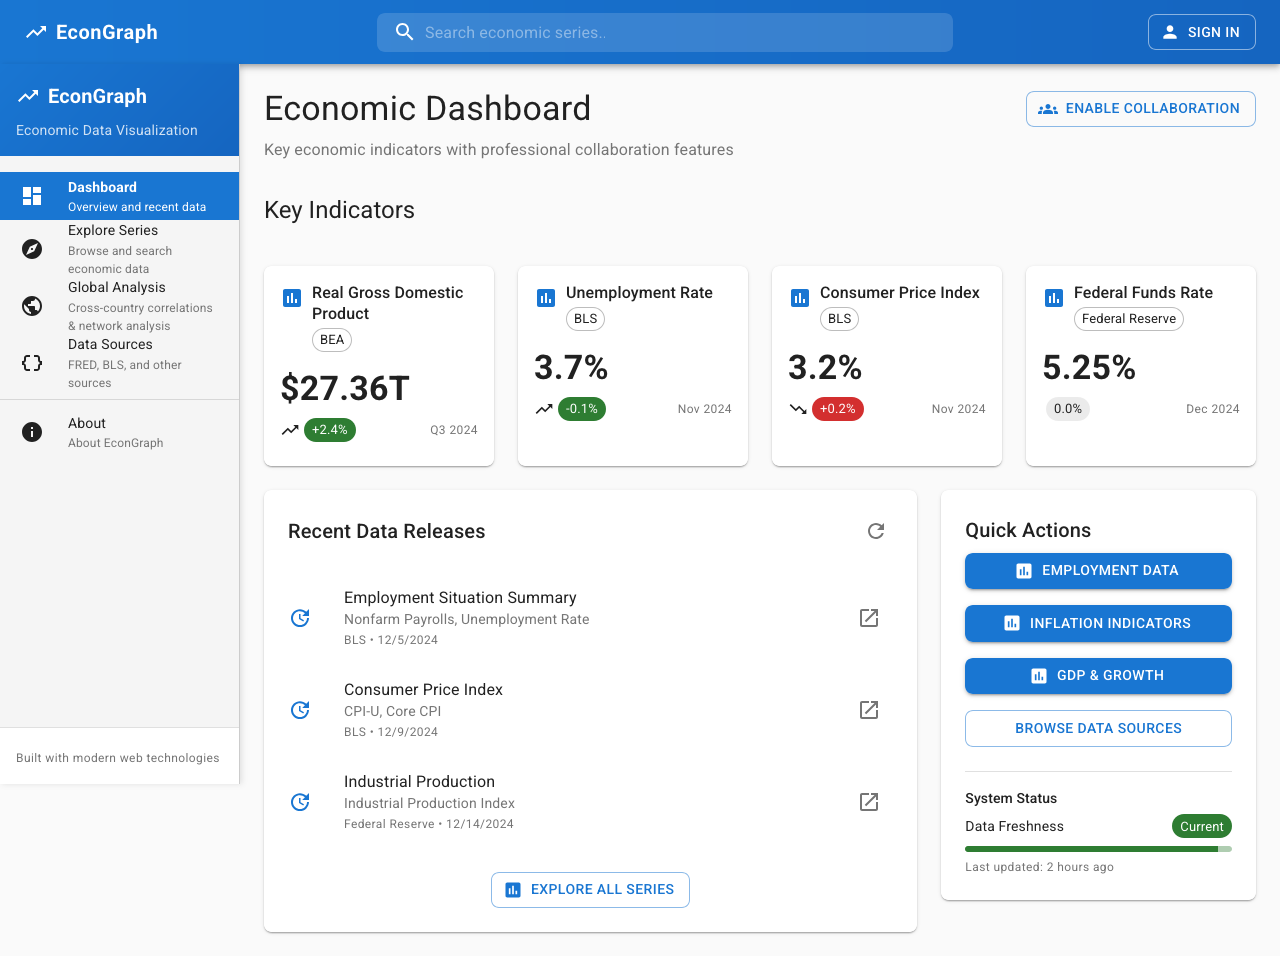 EconGraph
Search economic series..
SIGN IN
EconGraph
Economic Data Visualization
Dashboard
Overview and recent data
Explore Series
Browse and search
economic data
Global Analysis
Cross-country correlations
& network analysis
Data Sources
FRED, BLS, and other
sources
About
About EconGraph
Built with modern web technologies
Economic Dashboard
ENABLE COLLABORATION
Key economic indicators with professional collaboration features
Key Indicators
Real Gross Domestic
Product
BEA
$27.36T
+2.4%
Q3 2024
Unemployment Rate
BLS
3.7%
-0.1%
Nov 2024
Consumer Price Index
BLS
3.2%
+0.2%
Nov 2024
Federal Funds Rate
Federal Reserve
5.25%
0.0%
Dec 2024
Recent Data Releases
Employment Situation Summary
Nonfarm Payrolls, Unemployment Rate
BLS • 12/5/2024
Consumer Price Index
CPI-U, Core CPI
BLS • 12/9/2024
Industrial Production
Industrial Production Index
Federal Reserve • 12/14/2024
EXPLORE ALL SERIES
Quick Actions
EMPLOYMENT DATA
INFLATION INDICATORS
GDP & GROWTH
BROWSE DATA SOURCES
System Status
Data Freshness
Current
Last updated: 2 hours ago